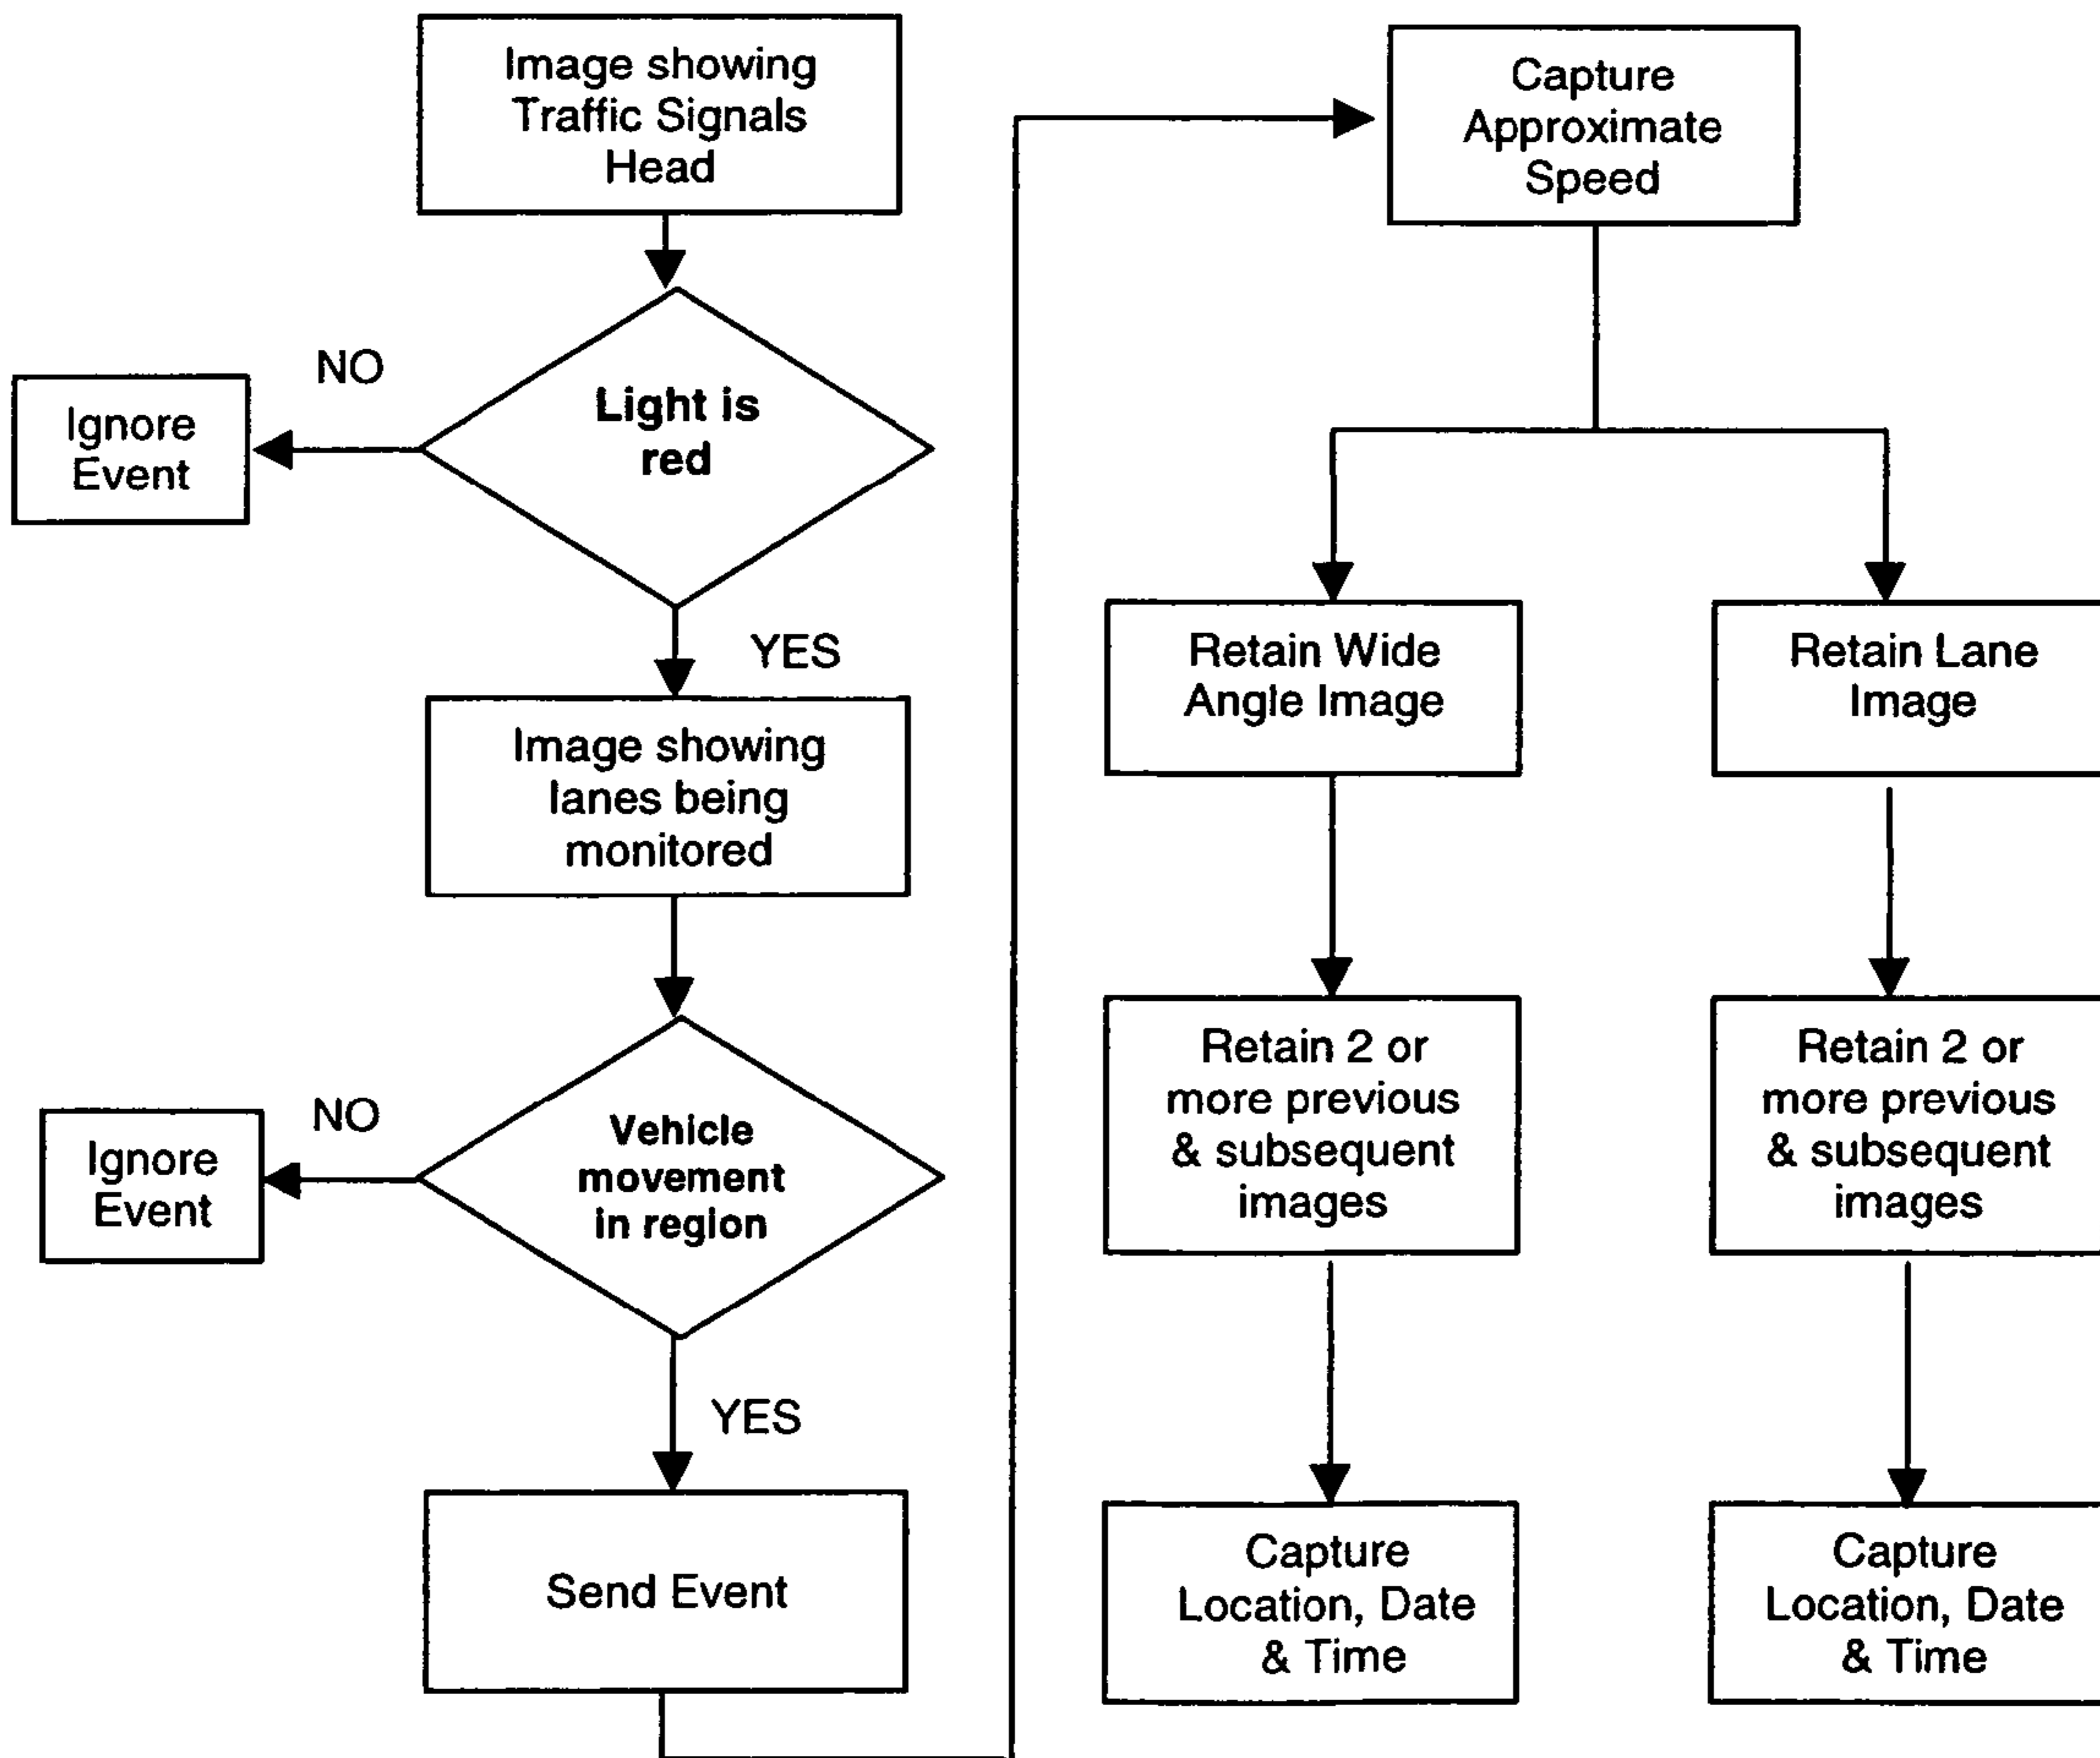 Image showing
Traffic Signals
Head
NO
Light is
red
Ignore
Event
YES
Image showing
lanes being
monitored
NO
Vehicle
movement
in region
Ignore
Event
YES
Send Event
Capture
Approximate
Speed
Retain Wide
Angle Image
Retain 2 or
more previous
& subsequent
images
Capture
Location, Date
& Time
Retain Lane
Image
Retain 2 or
more previous
& subsequent
images
Capture
Location, Date
& Time